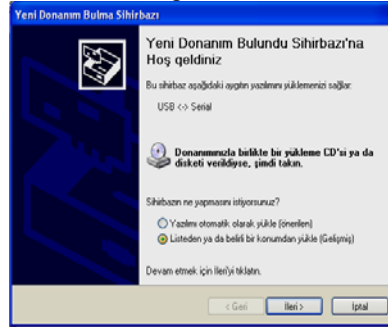 Yeni Donanım Bulma Sihirbazı
Yeni Donanım Bulundu Sihirbazı'na
Hoş geldiniz
Bu sihirbaz aşağıdaki aygıtın yazılımını yüklemenizi sağlar:
USB <-> Serial
Donanımınızla birlikte bir yükleme CD'si ya da
disketi verildiyse, şimdi takın.
Sihirbazın ne yapmasını istiyorsunuz?
Yazılımı otomatik olarak yükle (önerilen)
Listeden ya da belirli bir konumdan yükle (Gelişmiş)
Devam etmek için İleri'yi tıklatın.
< Geri İleri > İptal